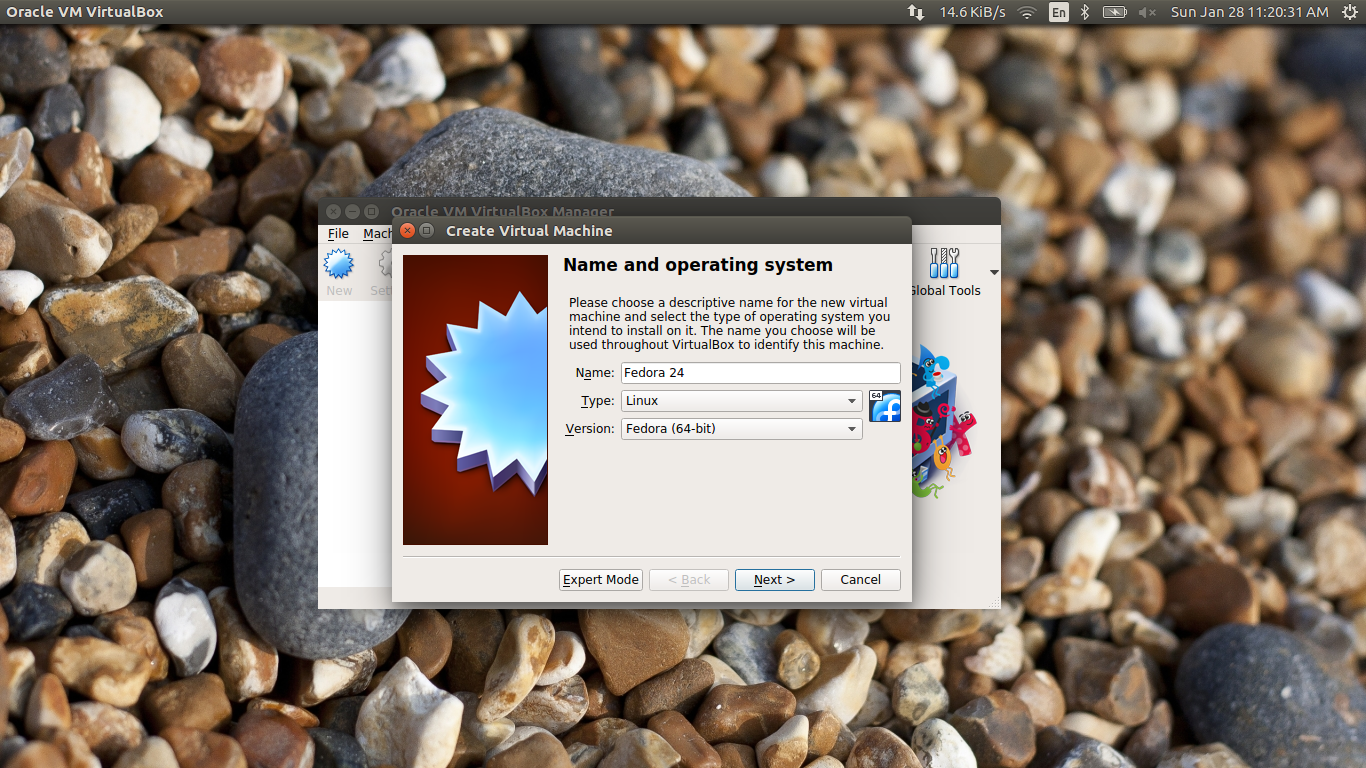 Oracle VM VirtualBox
14.6 KiB/s En Sun Jan 28 11:20:31 AM
Oracle VM VirtualBox Manager
File
New
Create Virtual Machine
Global Tools
Name and operating system
Please choose a descriptive name for the new virtual
machine and select the type of operating system you
intend to install on it. The name you choose will be
used throughout VirtualBox to identify this machine.
Name: Fedora 24
Type: Linux
64
Version: Fedora (64-bit)
Expert Mode < Back Next > Cancel